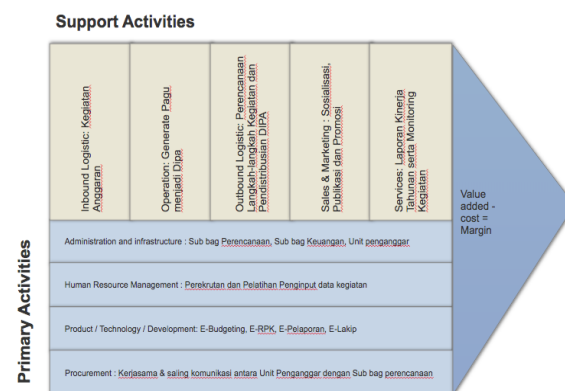 Support Activities
Inbound Logistic: Kegiatan
Anggaran
Operation: Generate Pagu
menjadi Dipa
Outbound Logistic: Perencanaan
Langkah-langkah Kegiatan dan
Pendistribusian DIPA
Sales & Marketing : Sosialisasi,
Publikasi dan Promosi
Services: Laporan Kinerja
Tahunan serta Monitoring
Kegiatan
Value
added -
cost =
Margin
Primary Activities
Administration and infrastructure : Sub bag Perencanaan, Sub bag Keuangan, Unit penganggar
Human Resource Management : Perekrutan dan Pelatihan Penginput data kegiatan
Product / Technology / Development: E-Budgeting, E-RPK, E-Pelaporan, E-Lakip
Procurement : Kerjasama & saling komunikasi antara Unit Penganggar dengan Sub bag perencanaan